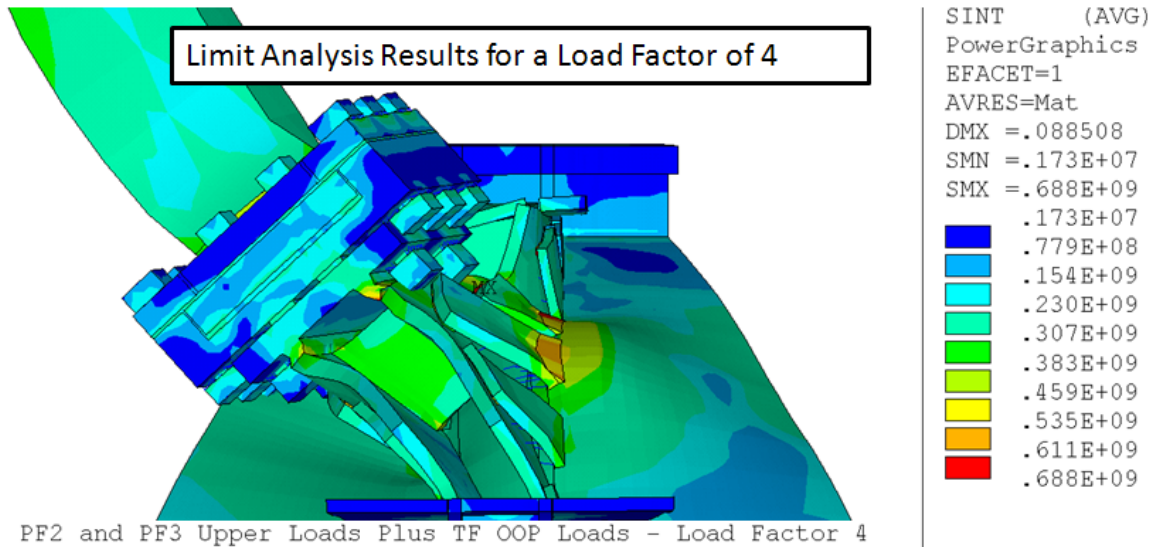 Limit Analysis Results for a Load Factor of 4
SINT (AVG)
PowerGraphics
EFACET=1
AVRES=Mat
DMX =.088508
SMN =.173E+07
SMX =.688E+09
.173E+07
.779E+08
.154E+09
.230E+09
.307E+09
.383E+09
.459E+09
.535E+09
.611E+09
.688E+09
MX
PF2 and PF3 Upper Loads Plus TF OOP Loads - Load Factor 4